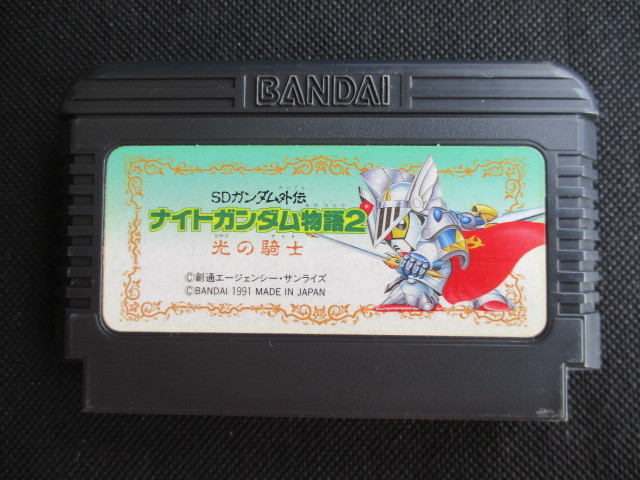 BANDAI
SDガンダム外伝
ナイトガンダム物語2
光の騎士
©創通エージェンシー・サンライズ
©BANDAI 1991 MADE IN JAPAN